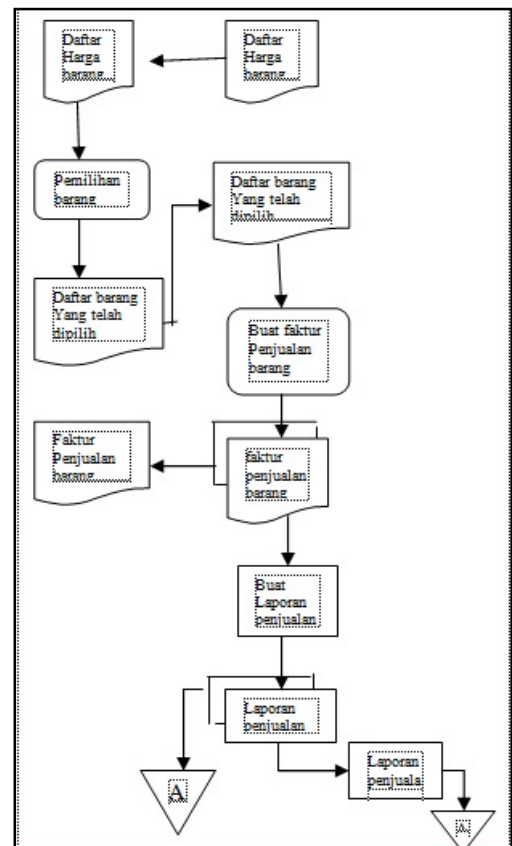 Daftar
Harga
barang
Daftar
Harga
barang
Pemilihan
barang
Daftar barang
Yang telah
dipilih
Daftar barang
Yang telah
dipilih
Buat faktur
Penjualan
barang
Faktur
Penjualan
barang
faktur
penjualan
barang
Buat
Laporan
penjualan
Laporan
penjualan
Laporan
penjuala
A
A